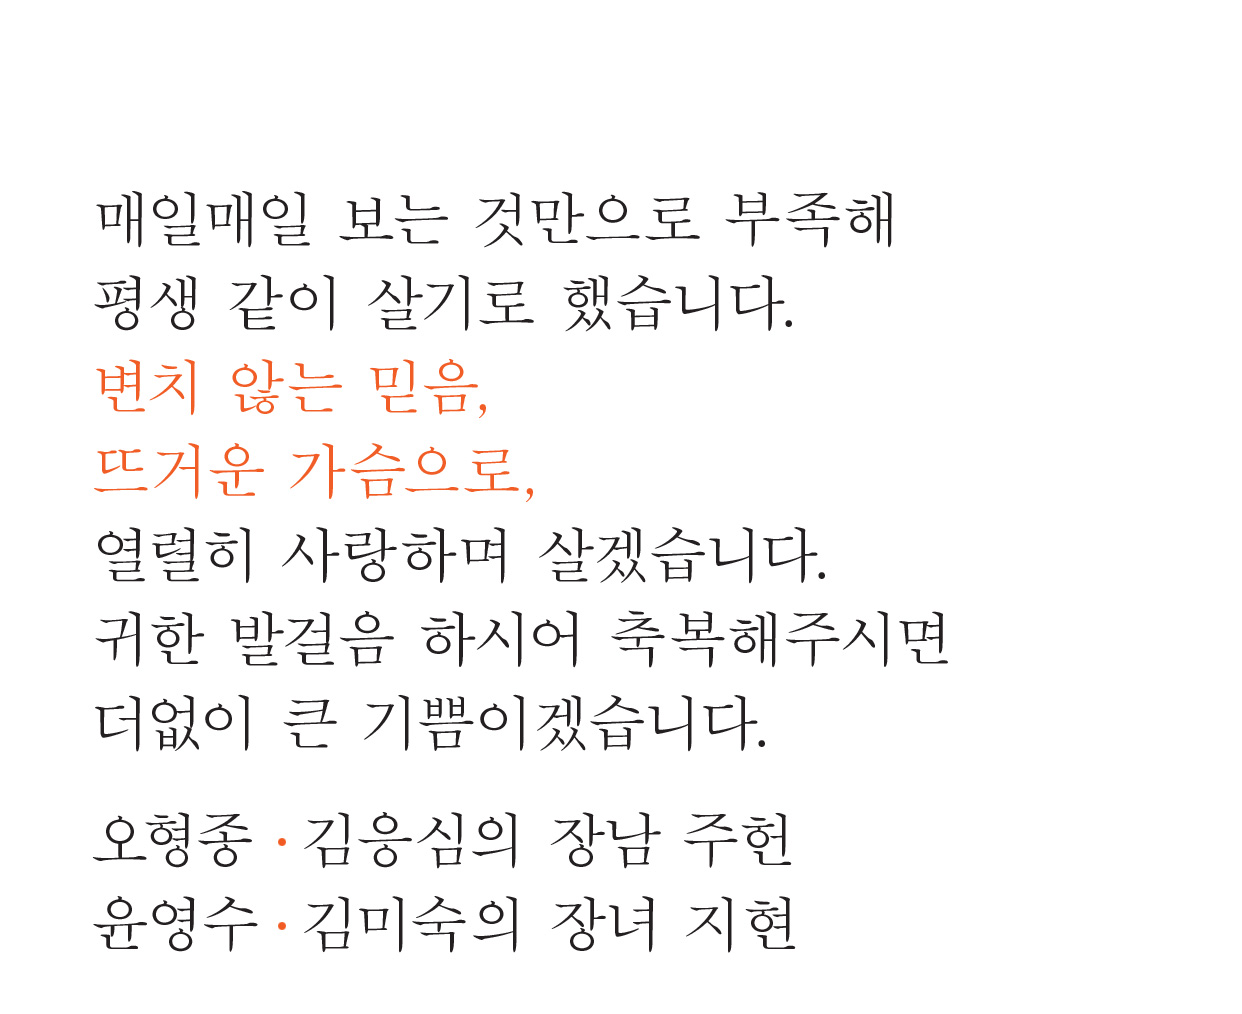 매일매일 보는 것만으로 부족해
평생 같이 살기로 했습니다.
변치 않는 믿음,
뜨거운 가슴으로,
열렬히 사랑하며 살겠습니다.
귀한 발걸음 하시어 축복해주시면
더없이 큰 기쁨이겠습니다.
오형종 · 김응심의 장남 주헌
윤영수 · 김미숙의 장녀 지현